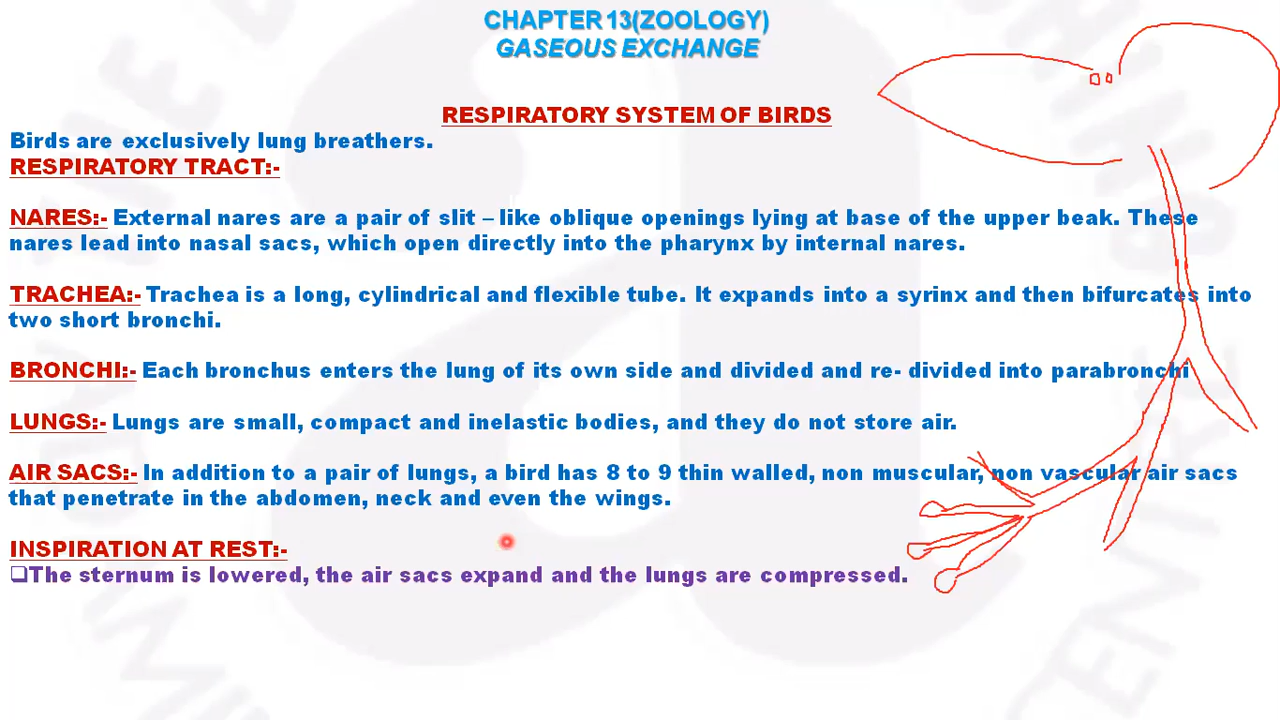 CHAPTER 13(ZOOLOGY)
GASEOUS EXCHANGE
RESPIRATORY SYSTEM OF BIRDS
Birds are exclusively lung breathers.
RESPIRATORY TRACT:-
NARES:- External nares are a pair of slit – like oblique openings lying at base of the upper beak. These
nares lead into nasal sacs, which open directly into the pharynx by internal nares.
TRACHEA:- Trachea is a long, cylindrical and flexible tube. It expands into a syrinx and then bifurcates into
two short bronchi.
BRONCHI:- Each bronchus enters the lung of its own side and divided and re- divided into parabronchi
LUNGS:- Lungs are small, compact and inelastic bodies, and they do not store air.
AIR SACS:- In addition to a pair of lungs, a bird has 8 to 9 thin walled, non muscular, non vascular air sacs
that penetrate in the abdomen, neck and even the wings.
INSPIRATION AT REST:-
❑The sternum is lowered, the air sacs expand and the lungs are compressed.